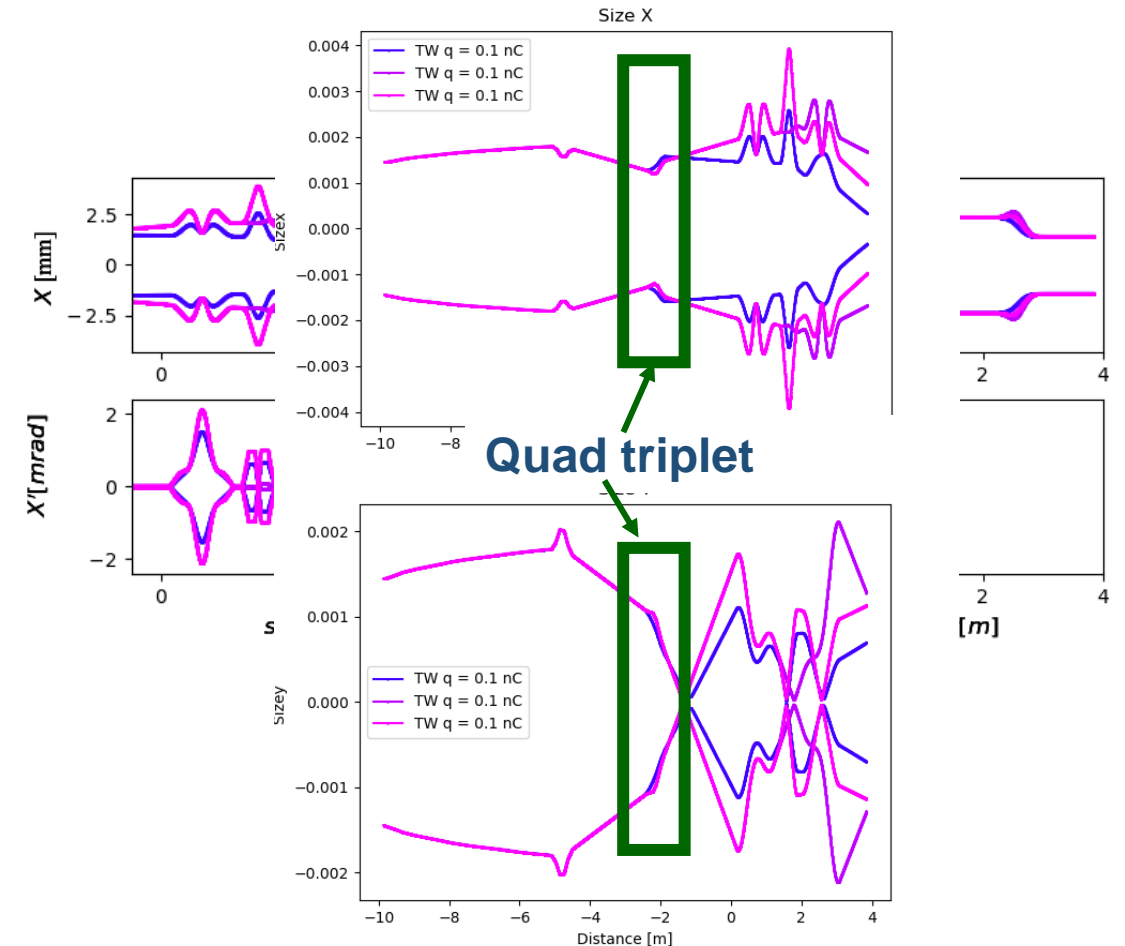 Size X
0.004
0.003
0.002
0.001
0.000
−0.001
−0.002
−0.003
−0.004
Sizex
TW q = 0.1 nC
TW q = 0.1 nC
TW q = 0.1 nC
−10
−8
X [mm]
2.5
0
−2.5
0
2
4
X'[mrad]
2
0
−2
0
s
2
4
[m]
Quad triplet
0.002
0.001
0.000
−0.001
−0.002
Sizey
TW q = 0.1 nC
TW q = 0.1 nC
TW q = 0.1 nC
−10
−8
−6
−4
−2
0
2
4
Distance [m]